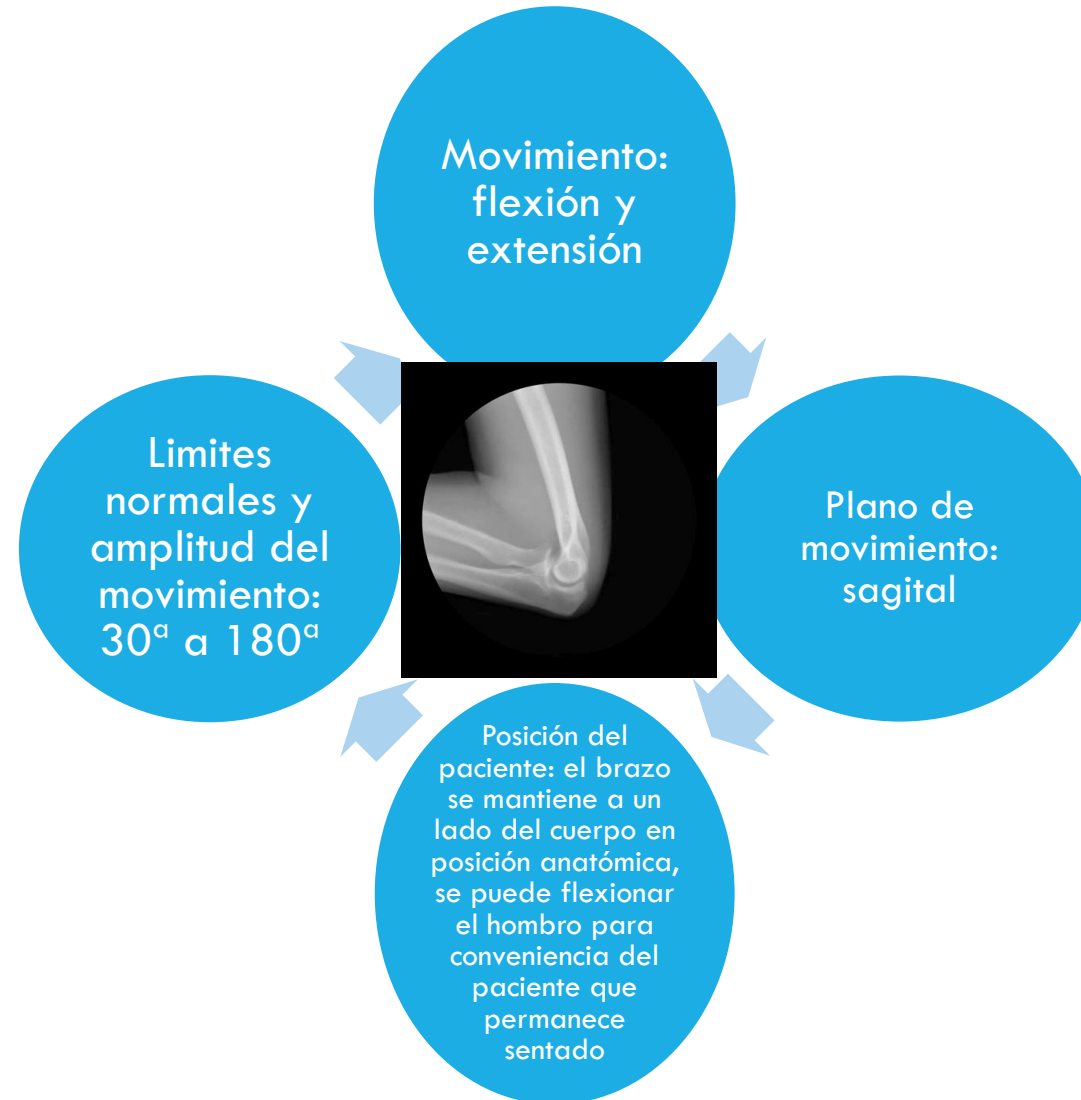 Movimiento:
flexión y
extensión
Plano de
movimiento:
sagital
Posición del
paciente: el brazo
se mantiene a un
lado del cuerpo en
posición anatómica,
se puede flexionar
el hombro para
conveniencia del
paciente que
permanece
sentado
Limites
normales y
amplitud del
movimiento:
30ª a 180ª